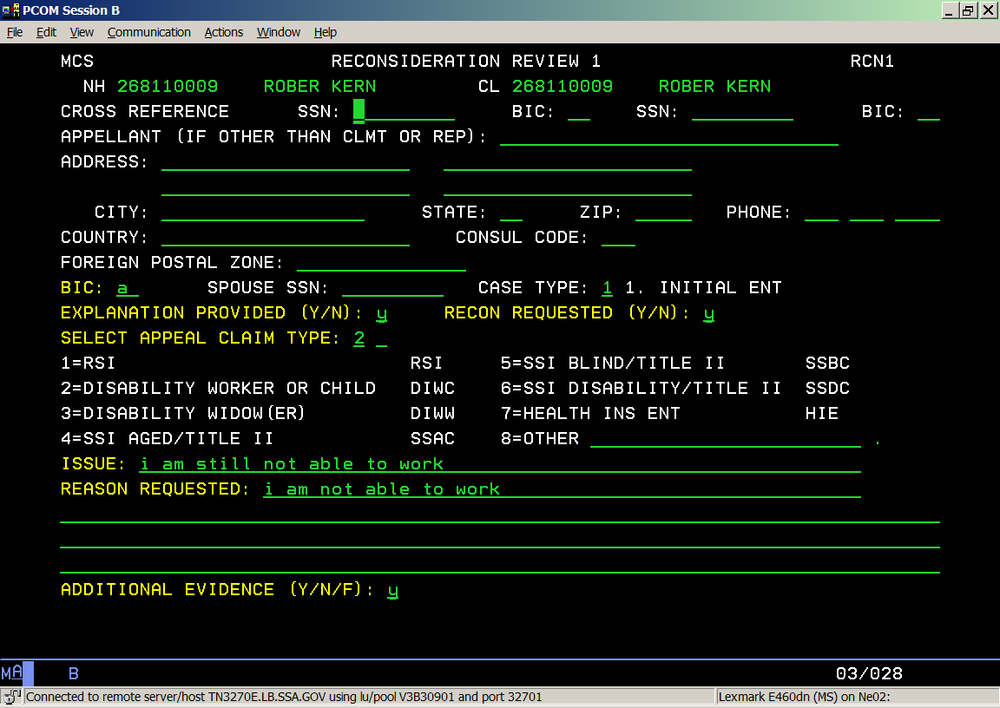 PCOM Session B
File Edit View Communication Actions Window Help
MCS RECONSIDERATION REVIEW 1 RCN1
NH 268110009 ROBER KERN CL 268110009 ROBER KERN
CROSS REFERENCE SSN: BIC: SSN: BIC:
APPELLANT (IF OTHER THAN CLMT OR REP):
ADDRESS:
CITY: STATE: ZIP: PHONE:
COUNTRY: CONSUL CODE:
FOREIGN POSTAL ZONE:
BIC: a SPOUSE SSN: CASE TYPE: 1 1. INITIAL ENT
EXPLANATION PROVIDED (Y/N): y RECON REQUESTED (Y/N): y
SELECT APPEAL CLAIM TYPE: 2
1=RSI RSI 5=SSI BLIND/TITLE II SSBC
2=DISABILITY WORKER OR CHILD DIWC 6=SSI DISABILITY/TITLE II SSDC
3=DISABILITY WIDOW(ER) DIWW 7=HEALTH INS ENT HIE
4=SSI AGED/TITLE II SSAC 8=OTHER .
ISSUE: i am still not able to work
REASON REQUESTED: i am not able to work
ADDITIONAL EVIDENCE (Y/N/F): y
MA B 03/028
Connected to remote server/host TN3270E.LB.SSA.GOV using lu/pool V3B30901 and port 32701 Lexmark E460dn (MS) on Ne02: